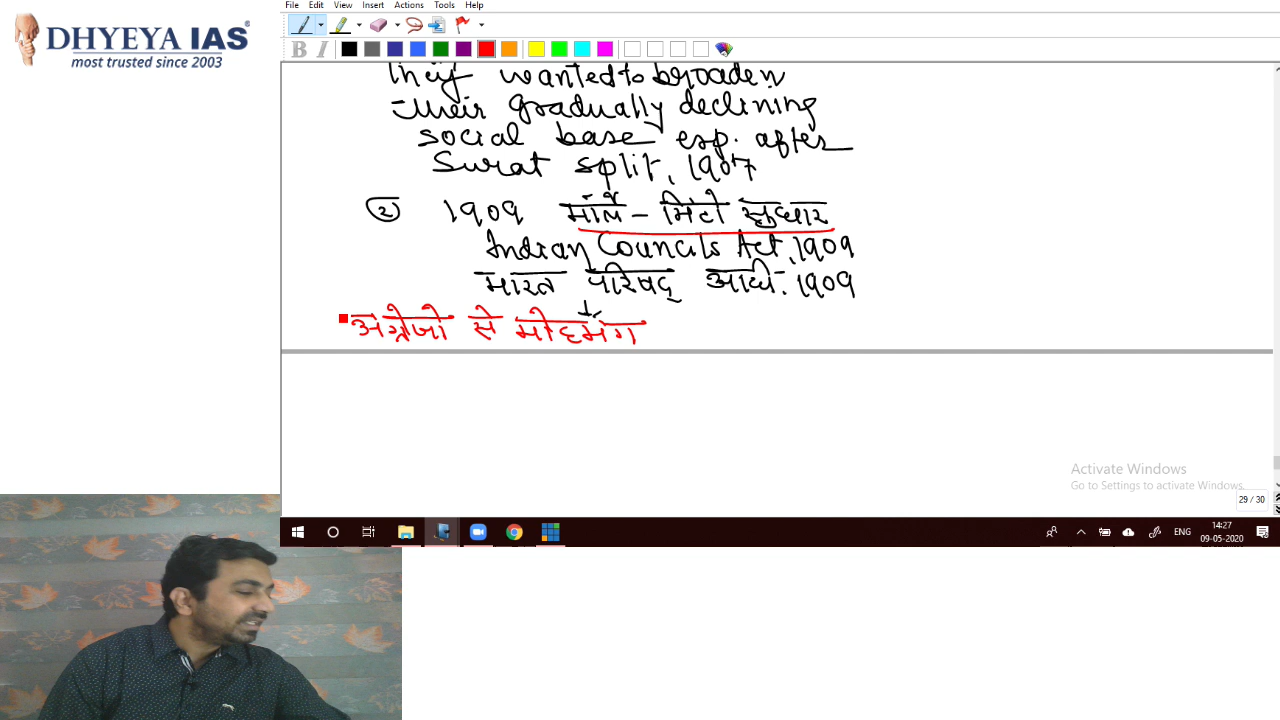 DHYEYA IAS®
most trusted since 2003
File Edit View Insert Actions Tools Help
B I
They wanted to broaden
their gradually declining
social base esp. after
Surat split, 1907
② 1909 मॉर्ले - मिंटो सुधार
Indian Councils Act, 1909
भारत परिषद् अधि. 1909
अंग्रेजों से मोहभंग
Activate Windows
Go to Settings to activate Windows.
29 / 30
ENG
14:27
09-05-2020